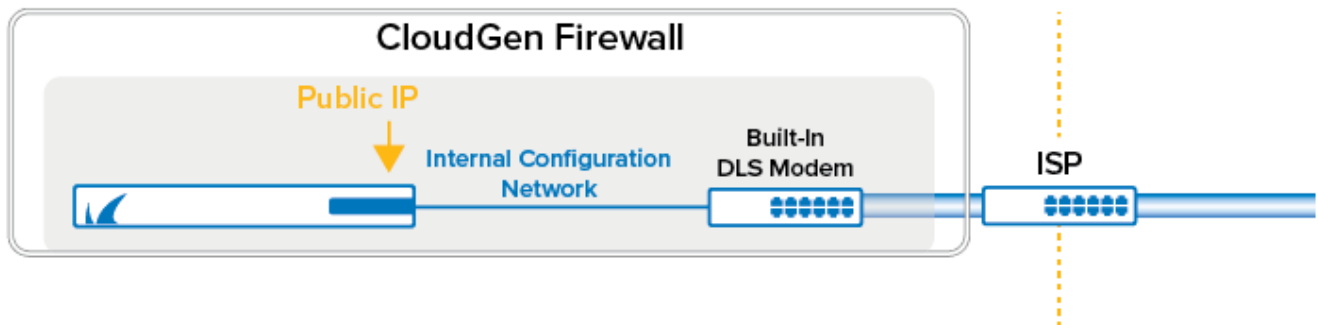 CloudGen Firewall
Public IP
Internal Configuration
Network
Built-In
DLS Modem
ISP